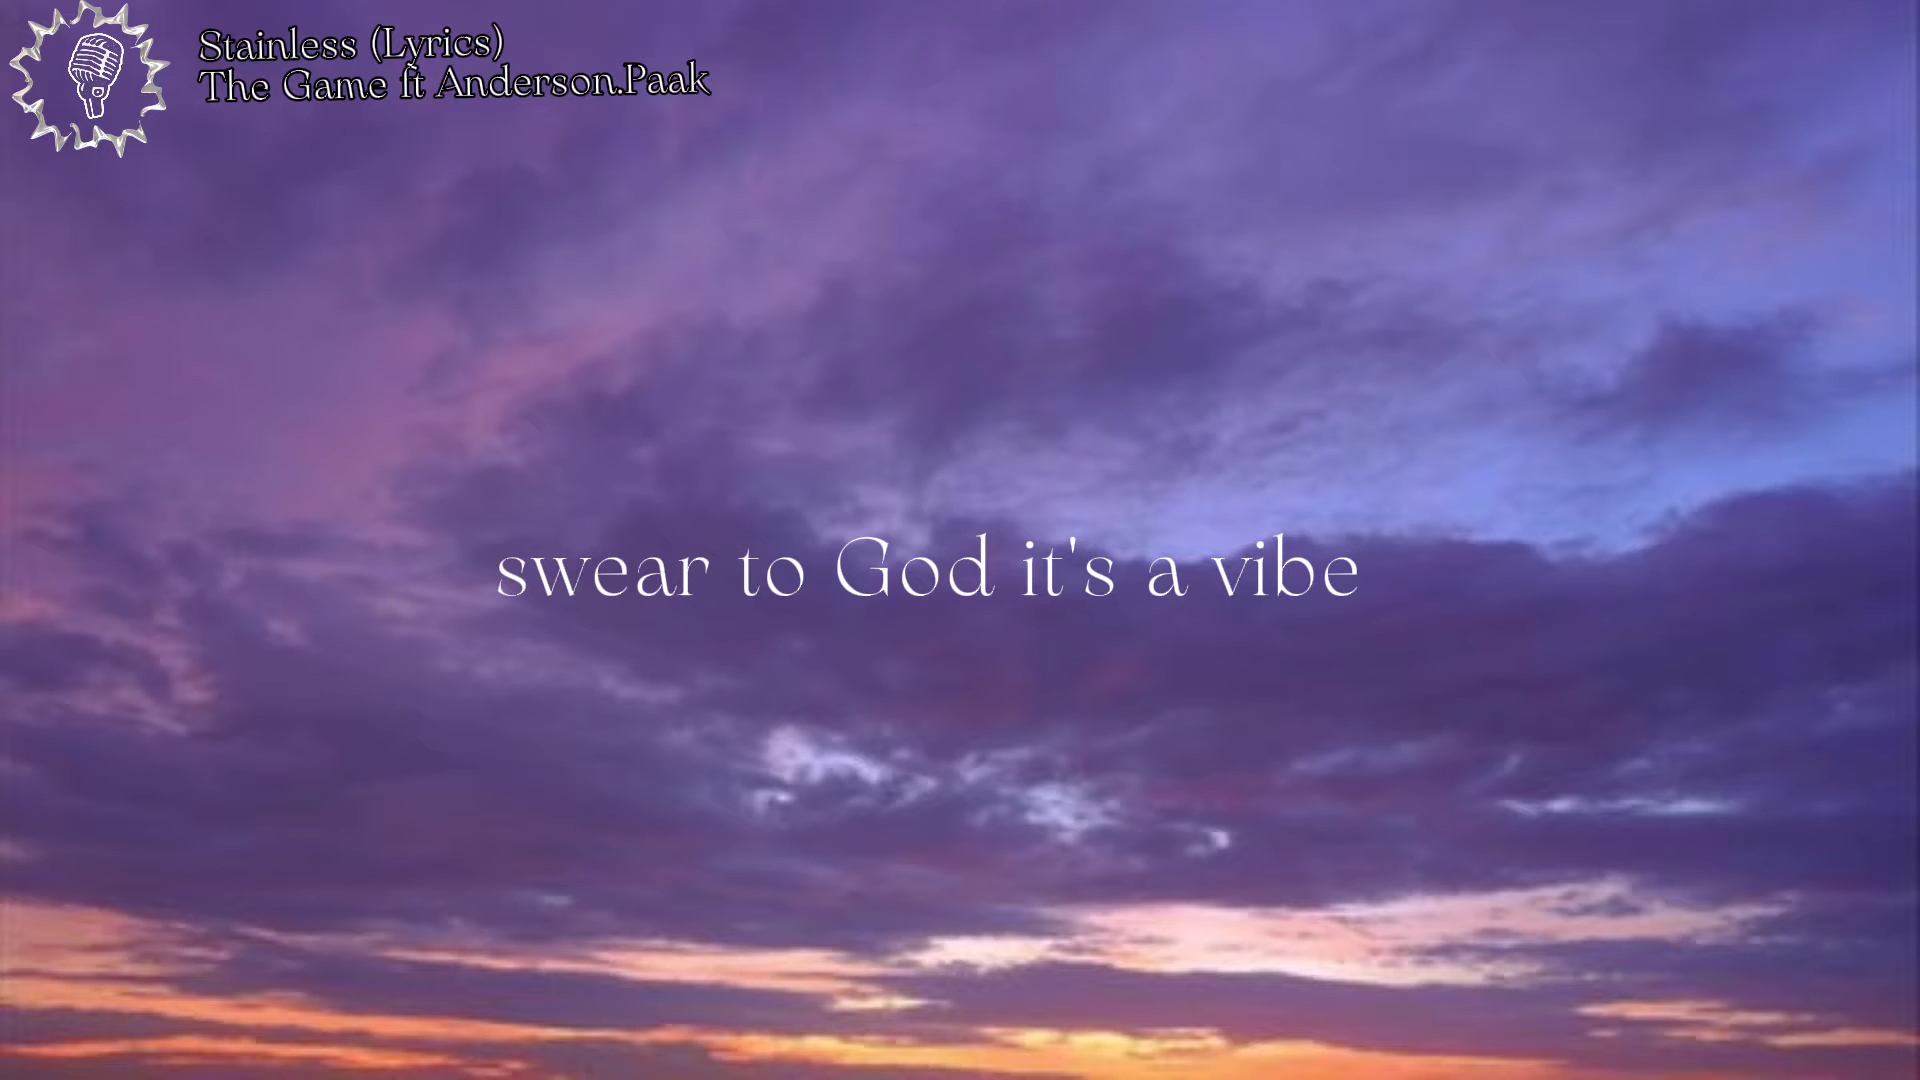 Stainless (Lyrics)
The Game ft Anderson.Paak
swear to God it's a vibe